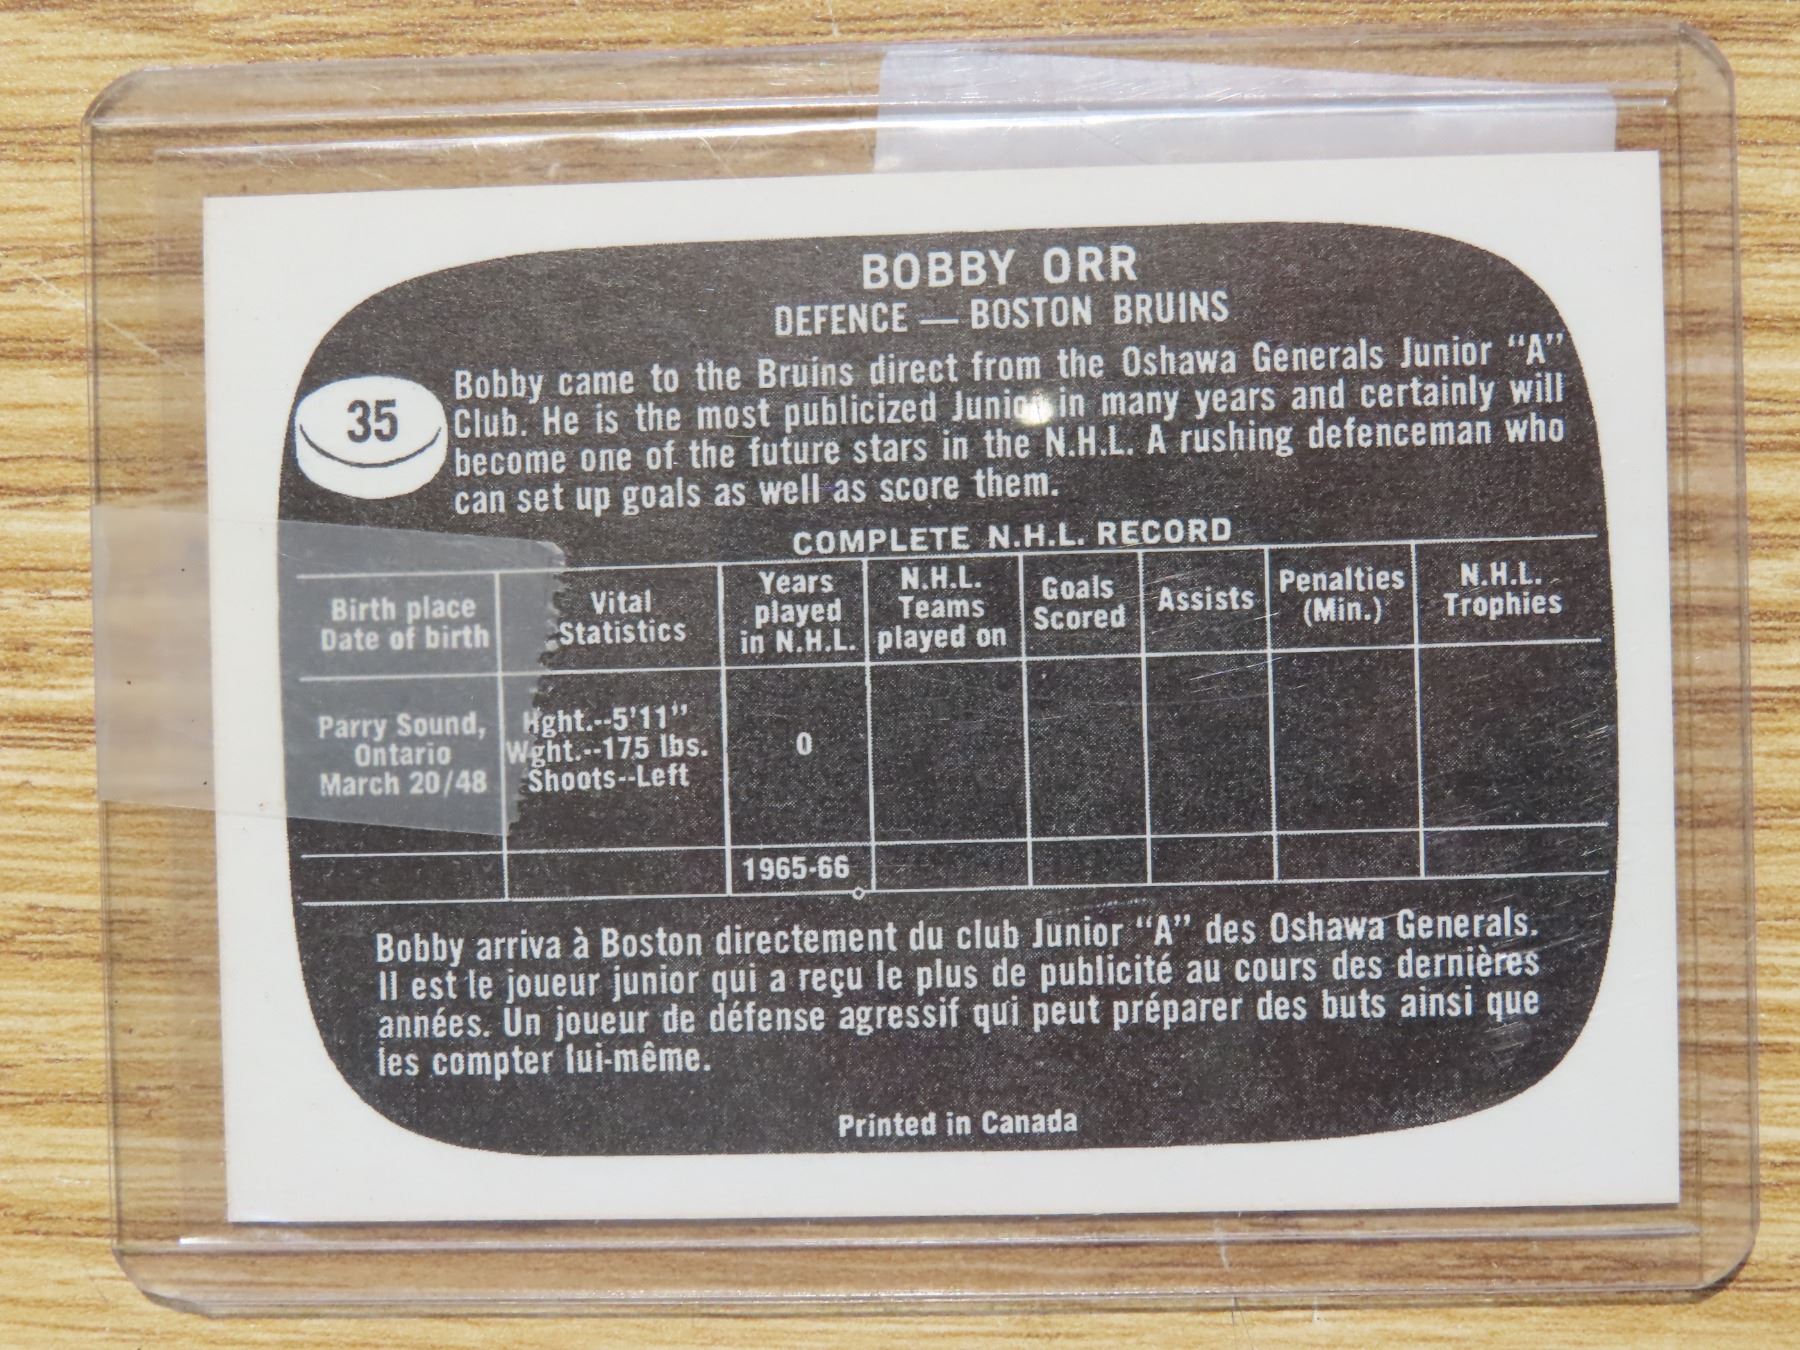 BOBBY ORR
DEFENCE — BOSTON BRUINS
35
Bobby came to the Bruins direct from the Oshawa Generals Junior “A”
Club. He is the most publicized Junior in many years and certainly will
become one of the future stars in the N.H.L. A rushing defenceman who
can set up goals as well as score them.
COMPLETE N.H.L. RECORD
Birth place
Date of birth
Vital
Statistics
Years
played
in N.H.L.
N.H.L.
Teams
played on
Goals
Scored
Assists
Penalties
(Min.)
N.H.L.
Trophies
Parry Sound,
Ontario
March 20/48
Hght.--5'11”
Wght.--175 lbs.
Shoots--Left
0
1965-66
Bobby arriva à Boston directement du club Junior “A” des Oshawa Generals.
Il est le joueur junior qui a reçu le plus de publicité au cours des dernières
années. Un joueur de défense agressif qui peut préparer des buts ainsi que
les compter lui-même.
Printed in Canada